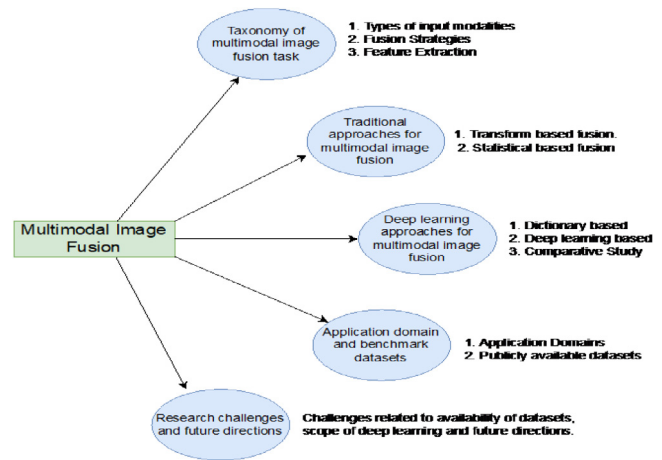 Taxonomy of
multimodal image
fusion task
1. Types of input modalities
2. Fusion Strategies
3. Feature Extraction
Traditional
approaches for
multimodal image
fusion
1. Transform based fusion.
2. Statistical based fusion
Multimodal Image
Fusion
Deep learning
approaches for
multimodal image
fusion
1. Dictionary based
2. Deep learning based
3. Comparative Study
Application domain
and benchmark
datasets
1. Application Domains
2. Publicly available datasets
Research challenges
and future directions
Challenges related to availability of datasets,
scope of deep learning and future directions.